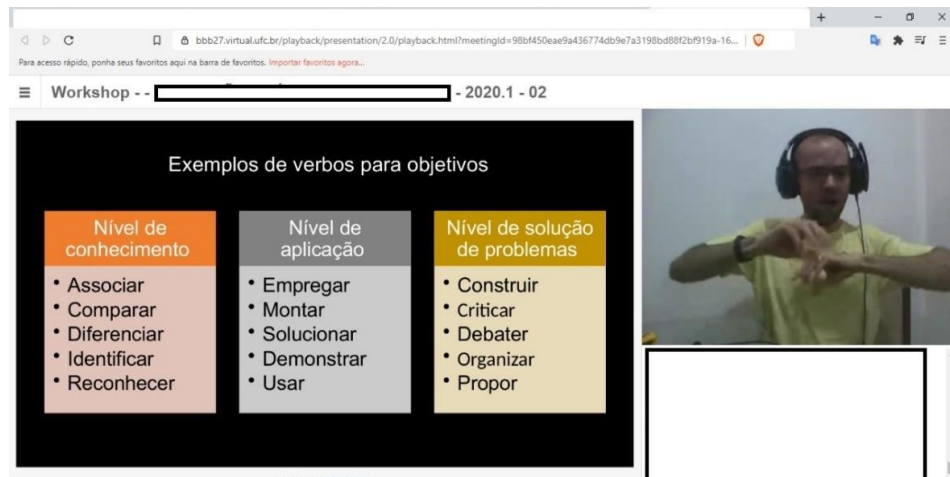 bbb27.virtual.ufc.br/playback/presentation/2.0/playback.html?meetingId=98bf450eae9a436774db9e7a3198bd88f2bf919a-16...
Para acesso rápido, ponha seus favoritos aqui na barra de favoritos. Importar favoritos agora...
Workshop - - - 2020.1 - 02
Exemplos de verbos para objetivos
Nível de
conhecimento
• Associar
• Comparar
• Diferenciar
• Identificar
• Reconhecer
Nível de
aplicação
• Empregar
• Montar
• Solucionar
• Demonstrar
• Usar
Nível de solução
de problemas
• Construir
• Criticar
• Debater
• Organizar
• Propor